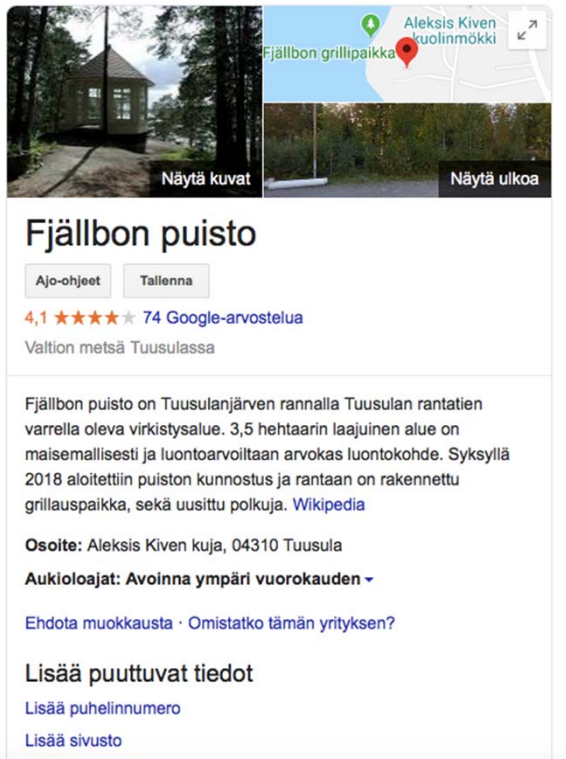 Aleksis Kiven
kuolinmökki
Fjällbon grillipaikka
Näytä kuvat
Näytä ulkoa
Fjällbon puisto
Ajo-ohjeet
Tallenna
4,1 ★★★★★ 74 Google-arvostelua
Valtion metsä Tuusulassa
Fjällbon puisto on Tuusulanjärven rannalla Tuusulan rantatien
varrella oleva virkistysalue. 3,5 hehtaarin laajuinen alue on
maisemallisesti ja luontoarvoiltaan arvokas luontokohde. Syksyllä
2018 aloitettiin puiston kunnostus ja rantaan on rakennettu
grillauspaikka, sekä uusittu polkuja. Wikipedia
Osoite: Aleksis Kiven kuja, 04310 Tuusula
Aukioloajat: Avoinna ympäri vuorokauden
Ehdota muokkausta · Omistatko tämän yrityksen?
Lisää puuttuvat tiedot
Lisää puhelinnumero
Lisää sivusto